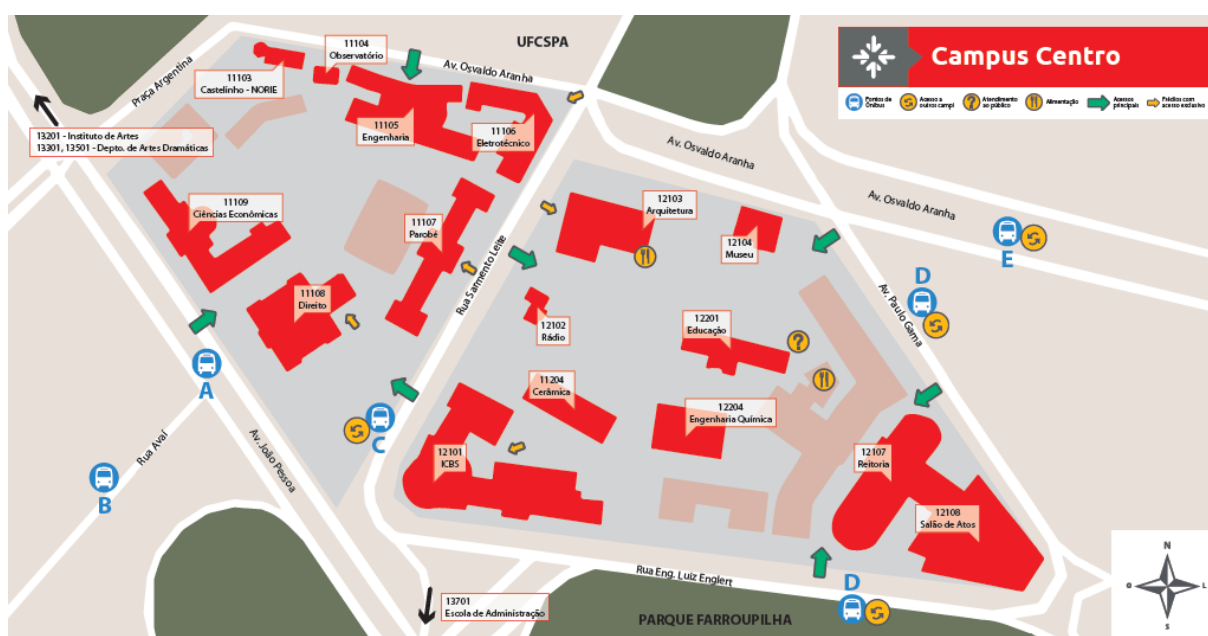 UFCSPA
Campus Centro
Pontos de
Ônibus
Acesso a
outros campi
Atendimento
ao público
Alimentação
Acessos
principais
Prédios com
acesso exclusivo
Praça Argentina
11104
Observatório
11103
Castelinho - NORIE
Av. Osvaldo Aranha
13201 - Instituto de Artes
13301, 13501 - Depto. de Artes Dramáticas
11105
Engenharia
11106
Eletrotécnico
Av. Osvaldo Aranha
Av. Osvaldo Aranha
11109
Ciências Econômicas
11107
Parobé
12103
Arquitetura
12104
Museu
E
D
11108
Direito
Rua Sarmento Leite
12102
Rádio
12201
Educação
Av. Paulo Gama
A
11204
Cerâmica
12204
Engenharia Química
C
Rua Avaí
Av. João Pessoa
B
12101
ICBS
12107
Reitoria
12108
Salão de Atos
Rua Eng. Luiz Englert
D
13701
Escola de Administração
PARQUE FARROUPILHA
N
O
L
S